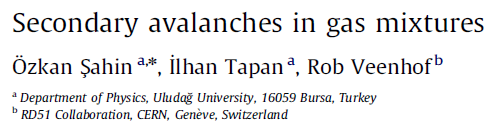 Secondary avalanches in gas mixtures
Özkan Şahin a,*, İlhan Tapan a, Rob Veenhof b
a Department of Physics, Uludağ University, 16059 Bursa, Turkey
b RD51 Collaboration, CERN, Genève, Switzerland